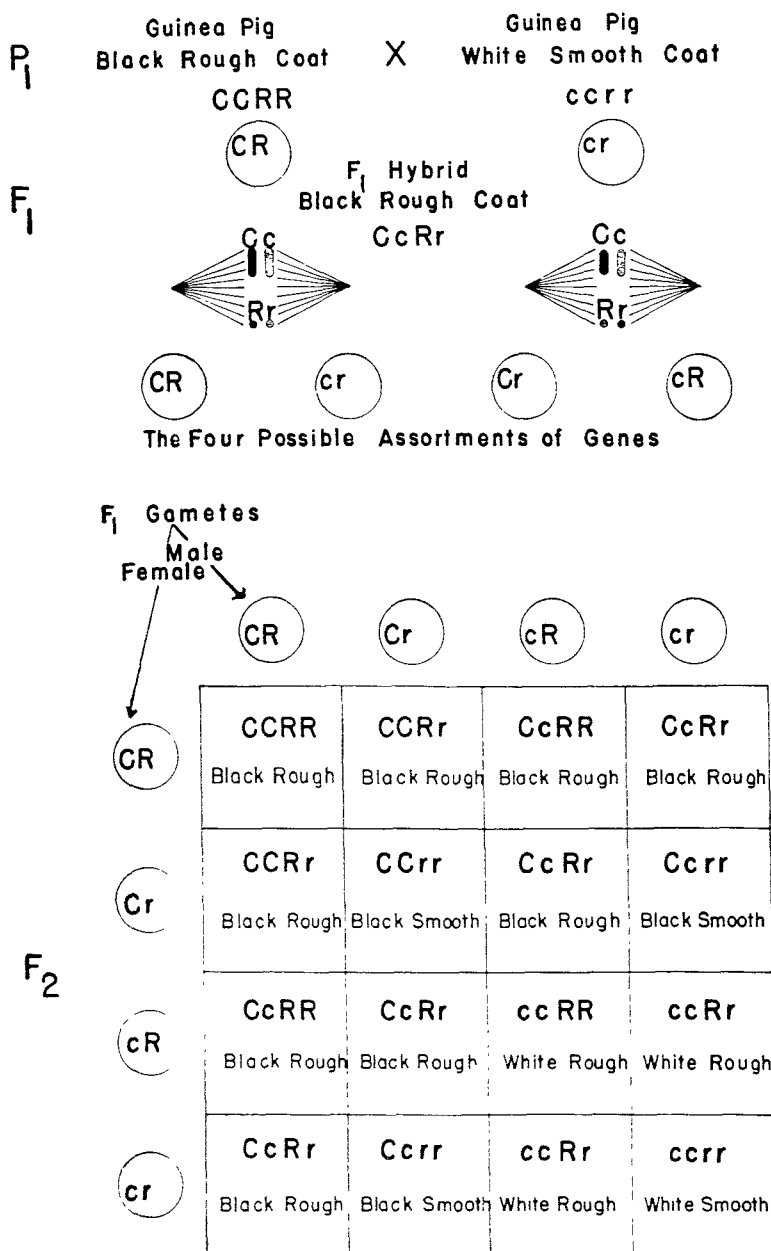 P1
Guinea Pig Guinea Pig
Black Rough Coat X White Smooth Coat
CCRR ccrr
CR cr
F1
F1 Hybrid
Black Rough Coat
Cc CcRr Cc
Rr Rr
CR cr Cr cR
The Four Possible Assortments of Genes
F1 Gametes
Male
Female
CR Cr cR cr
CR CCRR CCRr CcRR CcRr
Black Rough Black Rough Black Rough Black Rough
Cr CCRr CCrr CcRr Ccrr
Black Rough Black Smooth Black Rough Black Smooth
F2
cR CcRR CcRr ccRR ccRr
Black Rough Black Rough White Rough White Rough
cr CcRr Ccrr ccRr ccrr
Black Rough Black Smooth White Rough White Smooth